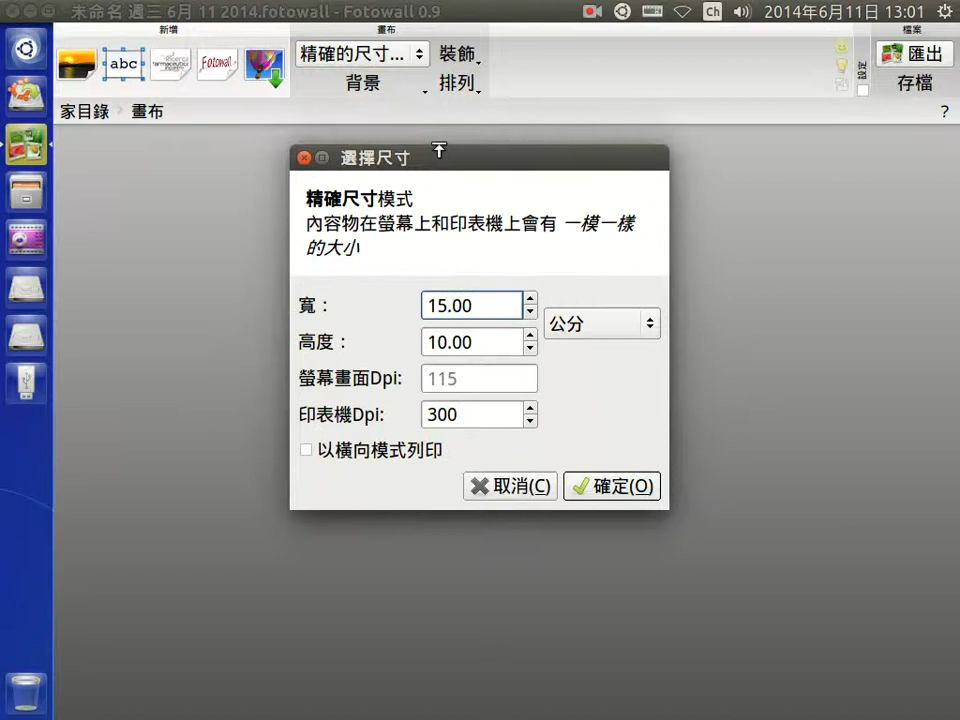 未命名 週三 6月 11 2014.fotowall - Fotowall 0.9
Ch
2014年6月11日 13:01
新增
畫布
檔案
abc
Fotowall
精確的尺寸...
裝飾
背景
排列
設定
匯出
存檔
家目錄
畫布
?
選擇尺寸
精確尺寸模式
內容物在螢幕上和印表機上會有 一模一樣
的大小
寬：
15.00
公分
高度：
10.00
螢幕畫面Dpi:
115
印表機Dpi:
300
以橫向模式列印
取消(C)
確定(O)